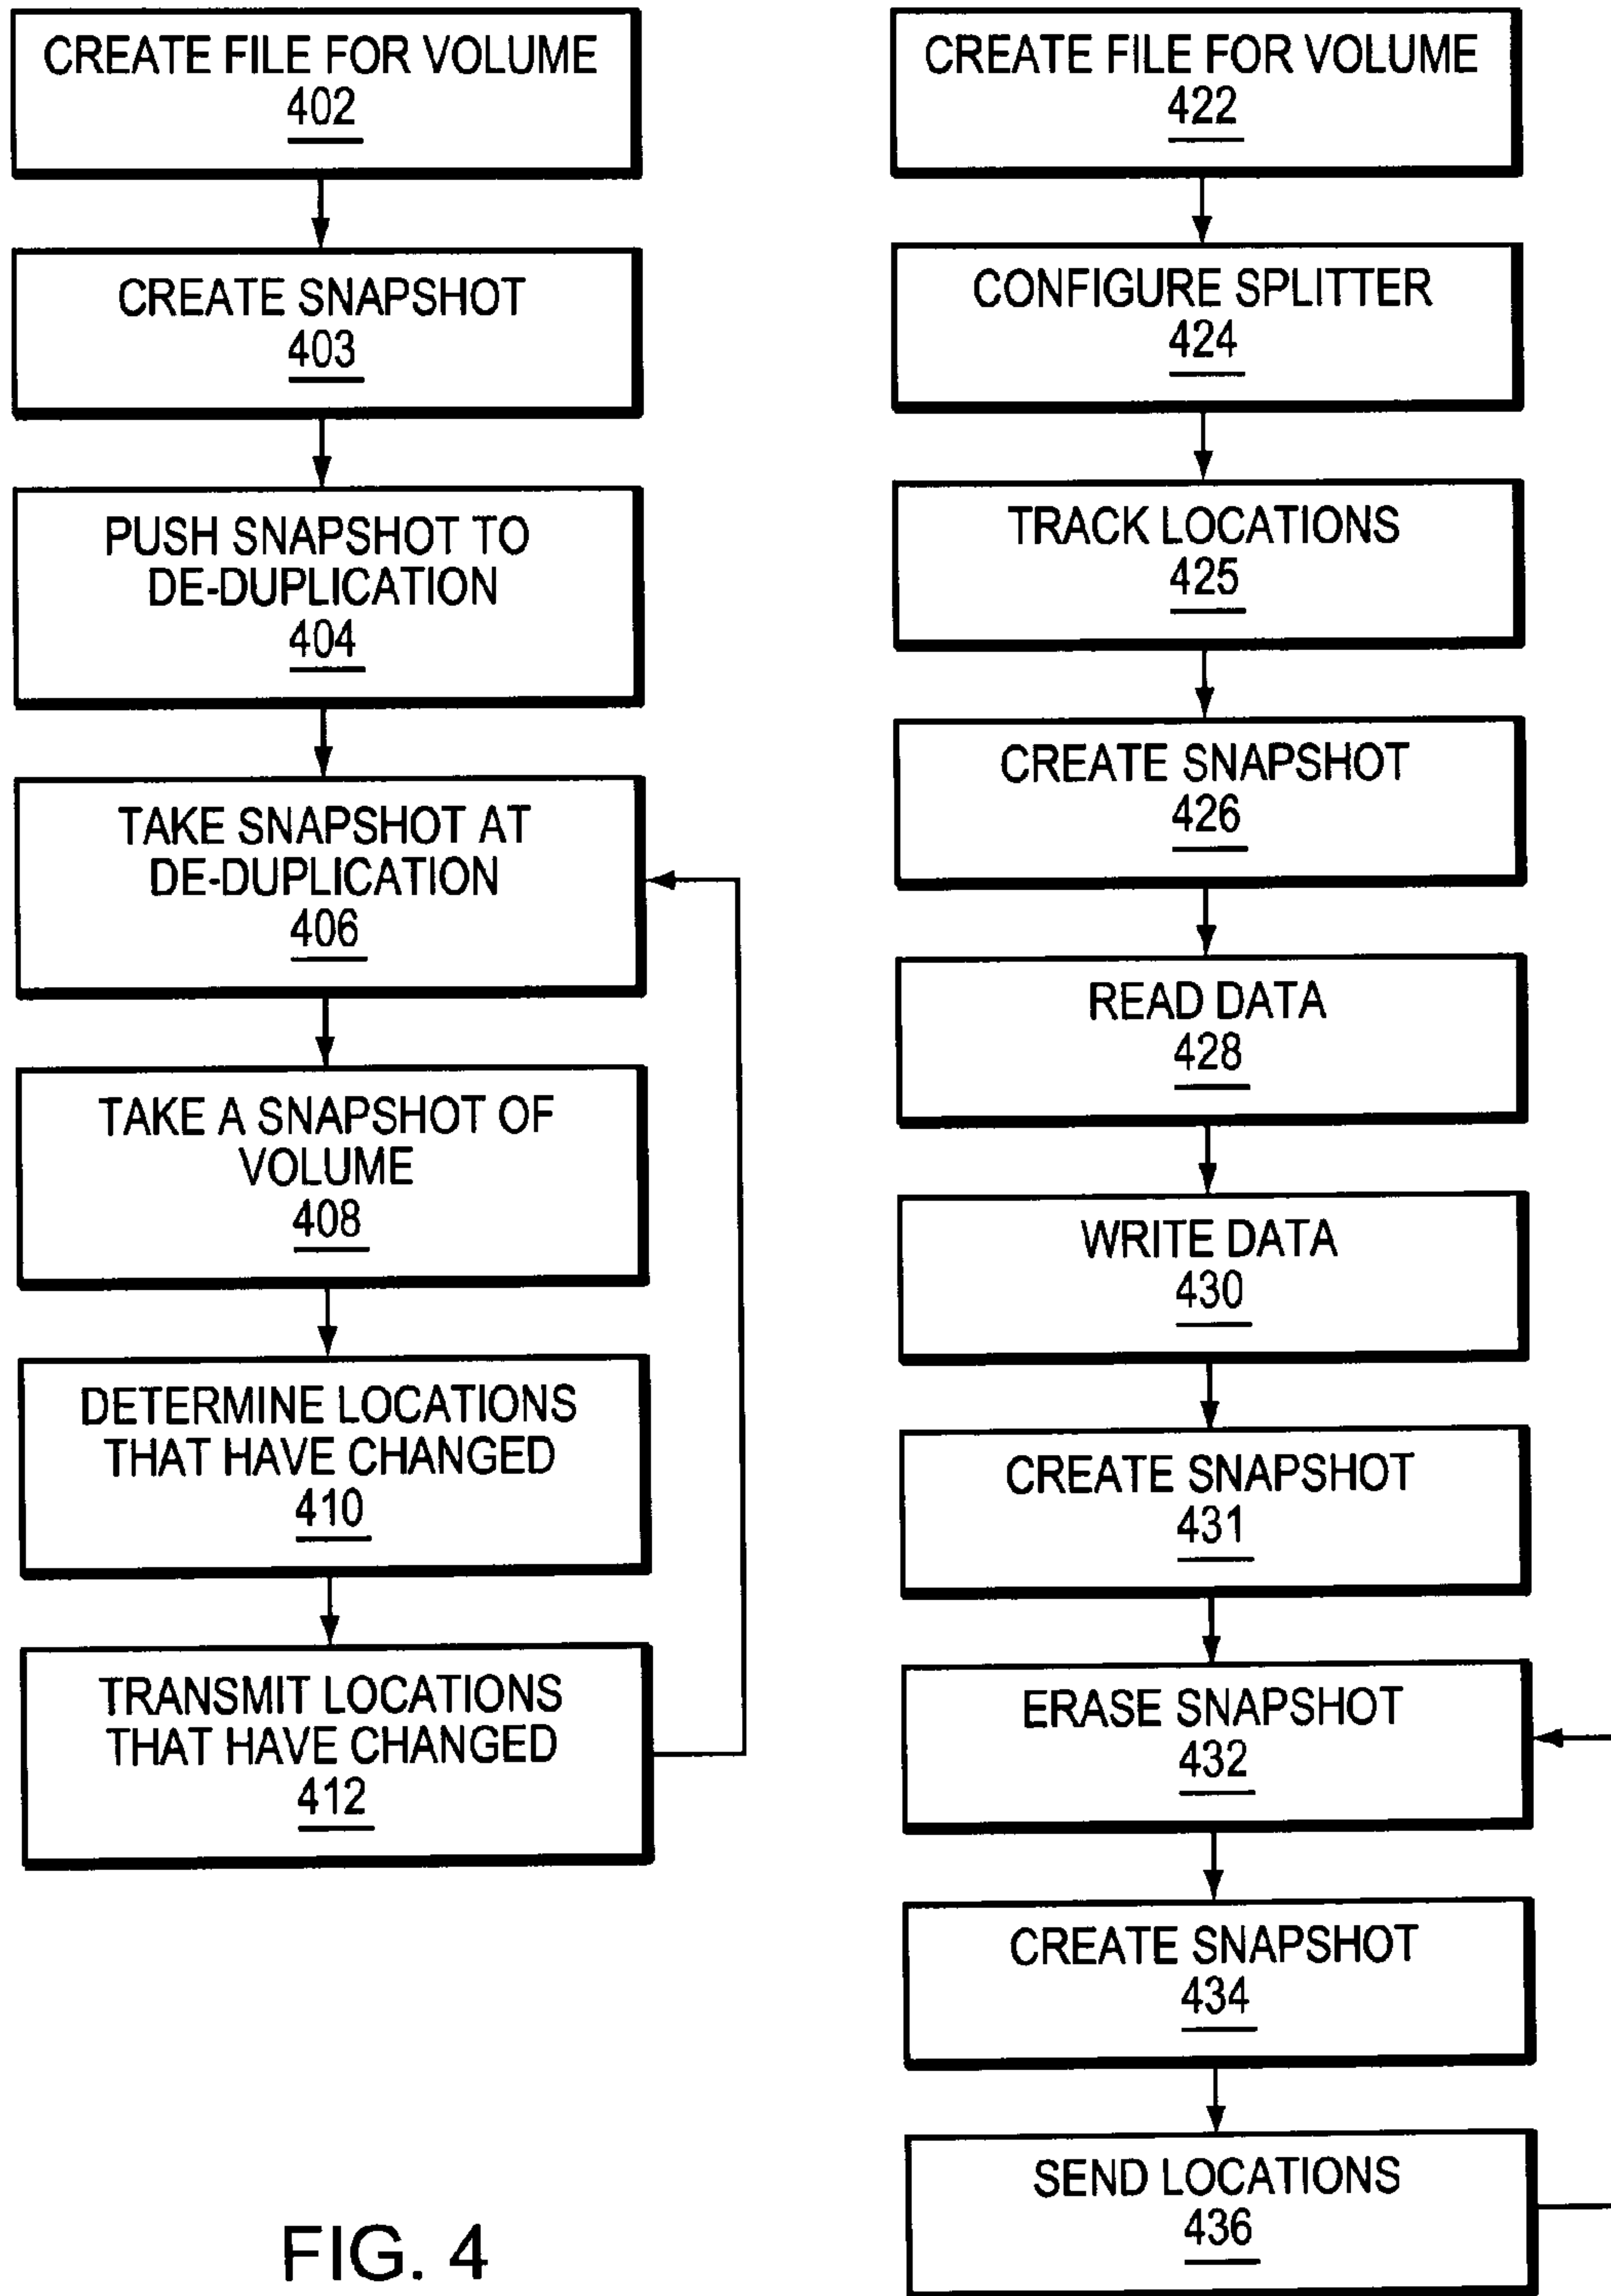 CREATE FILE FOR VOLUME
402
CREATE SNAPSHOT
403
PUSH SNAPSHOT TO
DE-DUPLICATION
404
TAKE SNAPSHOT AT
DE-DUPLICATION
406
TAKE A SNAPSHOT OF
VOLUME
408
DETERMINE LOCATIONS
THAT HAVE CHANGED
410
TRANSMIT LOCATIONS
THAT HAVE CHANGED
412
FIG. 4
CREATE FILE FOR VOLUME
422
CONFIGURE SPLITTER
424
TRACK LOCATIONS
425
CREATE SNAPSHOT
426
READ DATA
428
WRITE DATA
430
CREATE SNAPSHOT
431
ERASE SNAPSHOT
432
CREATE SNAPSHOT
434
SEND LOCATIONS
436